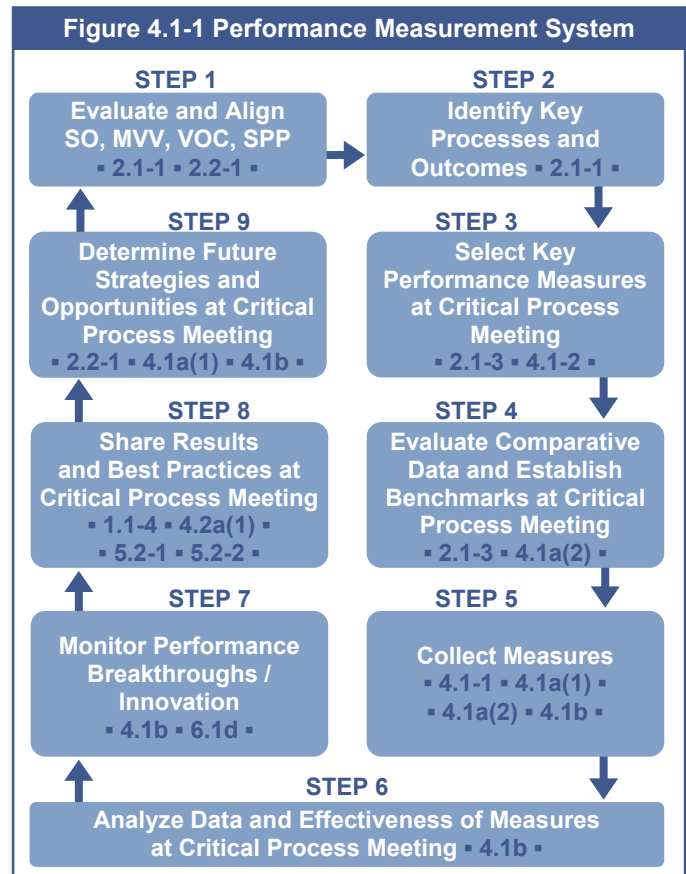 Figure 4.1-1 Performance Measurement System
STEP 1
Evaluate and Align
SO, MVV, VOC, SPP
▪ 2.1-1 ▪ 2.2-1 ▪
STEP 2
Identify Key
Processes and
Outcomes ▪ 2.1-1 ▪
STEP 3
Select Key
Performance Measures
at Critical Process
Meeting
▪ 2.1-3 ▪ 4.1-2 ▪
STEP 4
Evaluate Comparative
Data and Establish
Benchmarks at Critical
Process Meeting
▪ 2.1-3 ▪ 4.1a(2) ▪
STEP 5
Collect Measures
▪ 4.1-1 ▪ 4.1a(1) ▪
▪ 4.1a(2) ▪ 4.1b ▪
STEP 6
Analyze Data and Effectiveness of Measures
at Critical Process Meeting ▪ 4.1b ▪
STEP 7
Monitor Performance
Breakthroughs /
Innovation
▪ 4.1b ▪ 6.1d ▪
STEP 8
Share Results
and Best Practices at
Critical Process Meeting
▪ 1.1-4 ▪ 4.2a(1) ▪
▪ 5.2-1 ▪ 5.2-2 ▪
STEP 9
Determine Future
Strategies and
Opportunities at Critical
Process Meeting
▪ 2.2-1 ▪ 4.1a(1) ▪ 4.1b ▪